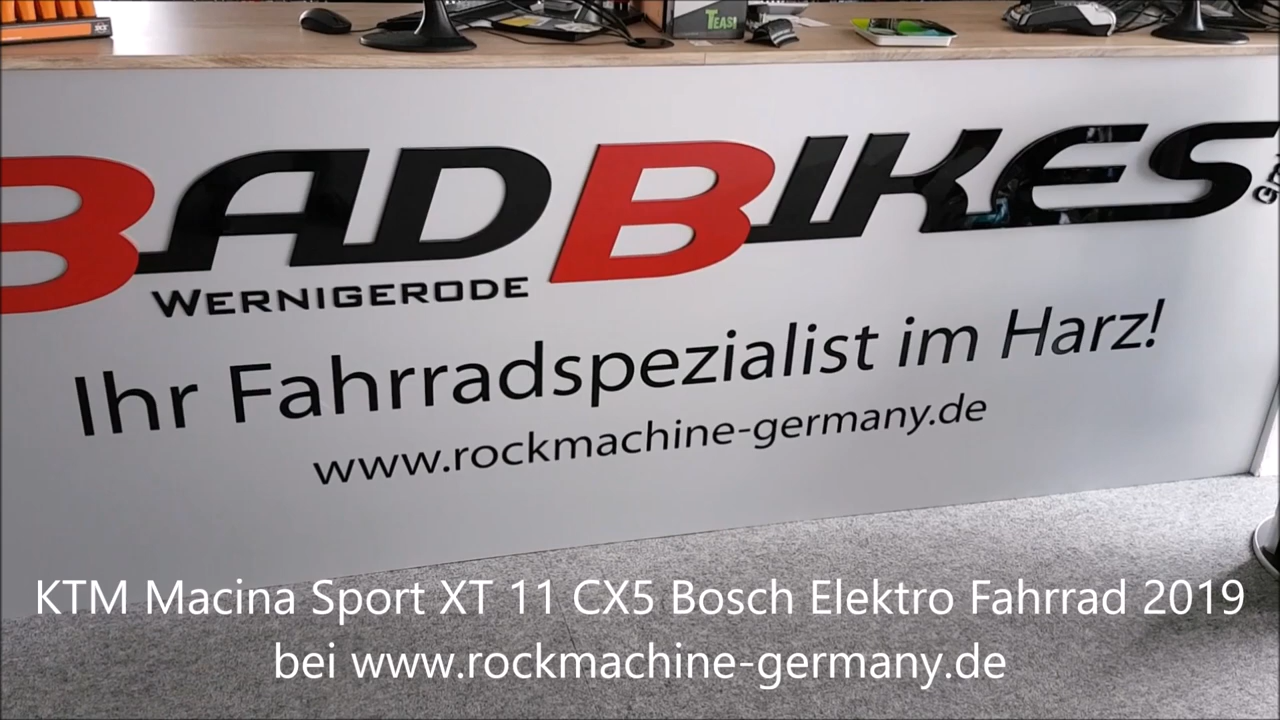 TEASI
BADBIKES
WERNIGERODE
Ihr Fahrradspezialist im Harz!
www.rockmachine-germany.de
KTM Macina Sport XT 11 CX5 Bosch Elektro Fahrrad 2019
bei www.rockmachine-germany.de